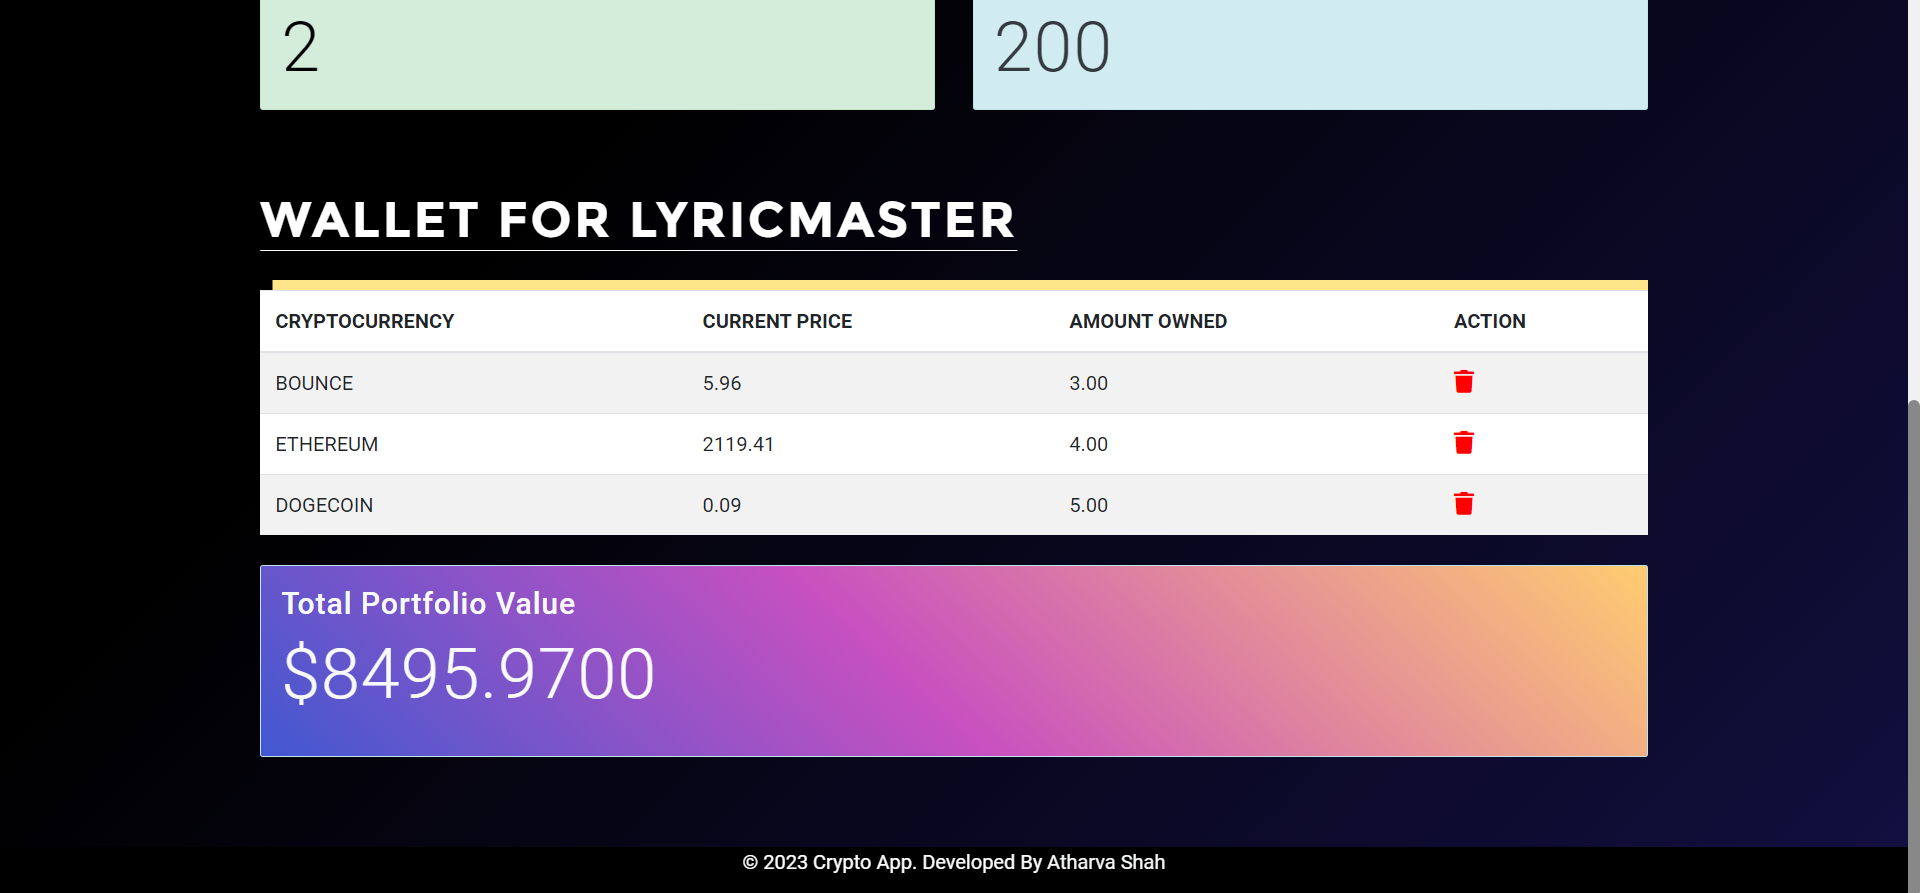 2
200
WALLET FOR LYRICMASTER
CRYPTOCURRENCY CURRENT PRICE AMOUNT OWNED ACTION
BOUNCE 5.96 3.00
ETHEREUM 2119.41 4.00
DOGECOIN 0.09 5.00
Total Portfolio Value
$8495.9700
© 2023 Crypto App. Developed By Atharva Shah